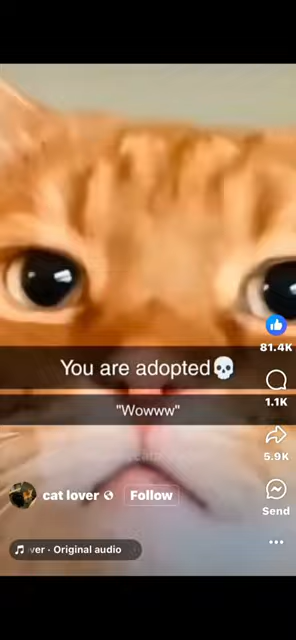 You are adopted💀
"Wowww"
81.4K
1.1K
5.9K
cat lover
Follow
Send
ver · Original audio